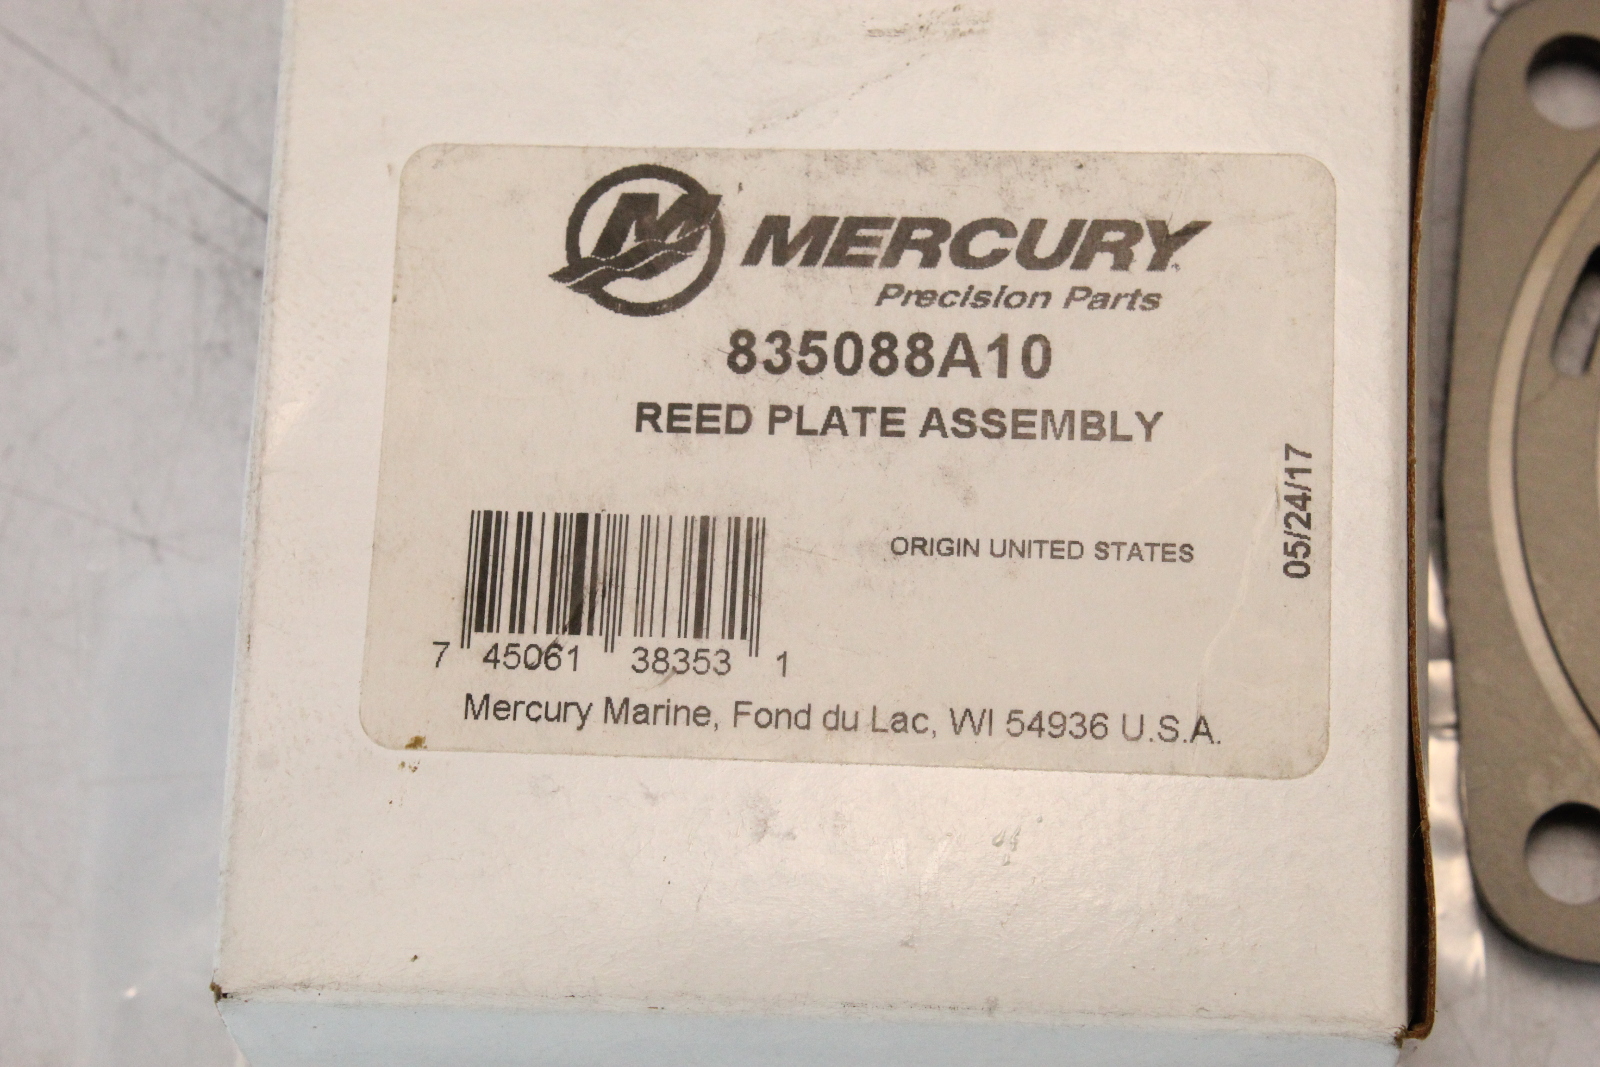 MERCURY
Precision Parts
835088A10
REED PLATE ASSEMBLY
ORIGIN UNITED STATES
05/24/17
7 45061 38353 1
Mercury Marine, Fond du Lac, WI 54936 U.S.A.